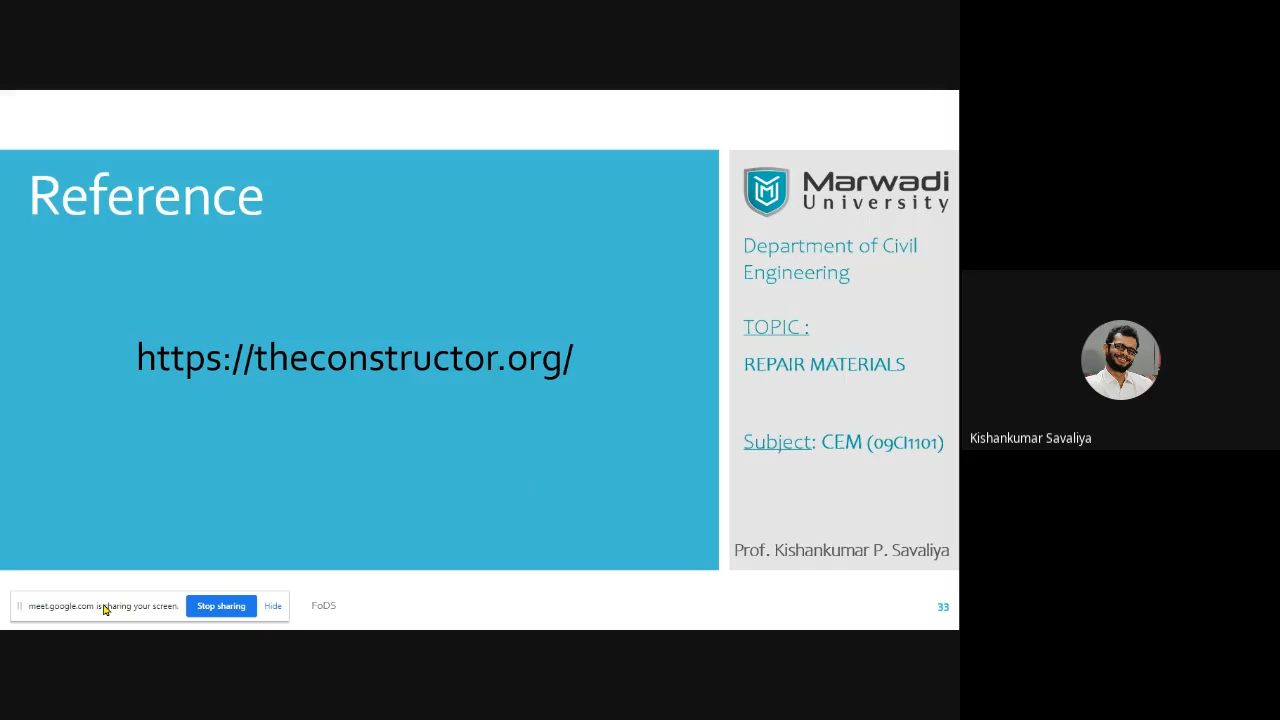 Reference
https://theconstructor.org/
Marwadi
University
Department of Civil
Engineering
TOPIC :
REPAIR MATERIALS
Subject: CEM (09CI1101)
Prof. Kishankumar P. Savaliya
meet.google.com is sharing your screen.
Stop sharing
Hide
FoDS
33
Kishankumar Savaliya